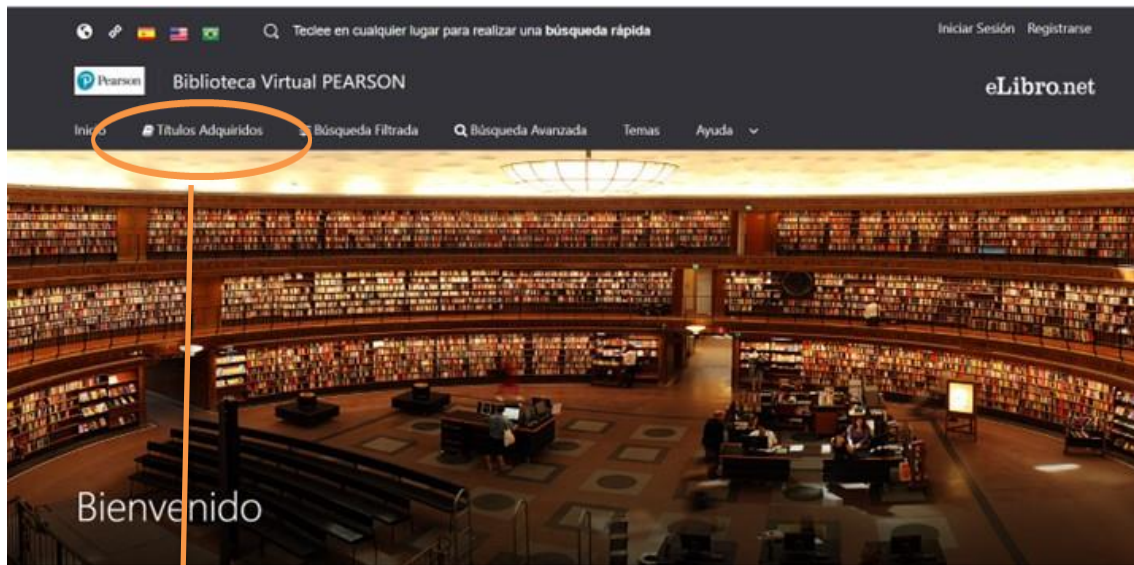 Teclee en cualquier lugar para realizar una búsqueda rápida
Iniciar Sesión Registrarse
Pearson
Biblioteca Virtual PEARSON
eLibro.net
Inicio Títulos Adquiridos Búsqueda Filtrada Búsqueda Avanzada Temas Ayuda
Bienvenido